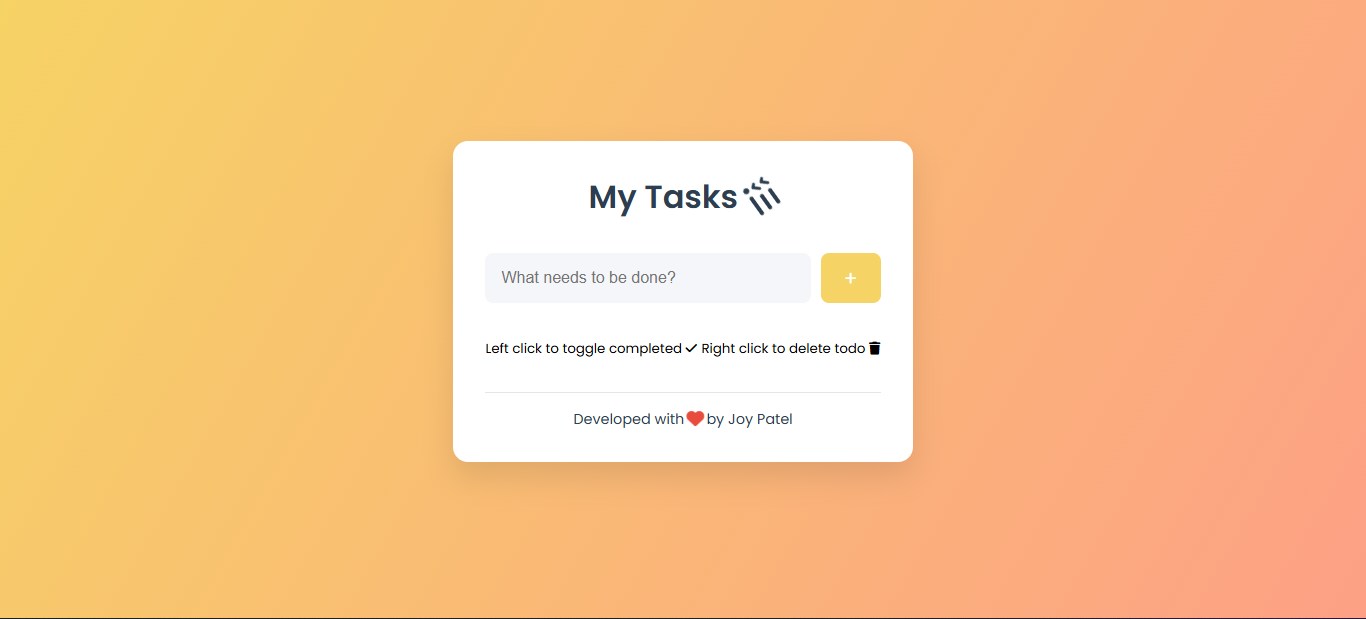 My Tasks
What needs to be done?
+
Left click to toggle completed Right click to delete todo
Developed with by Joy Patel